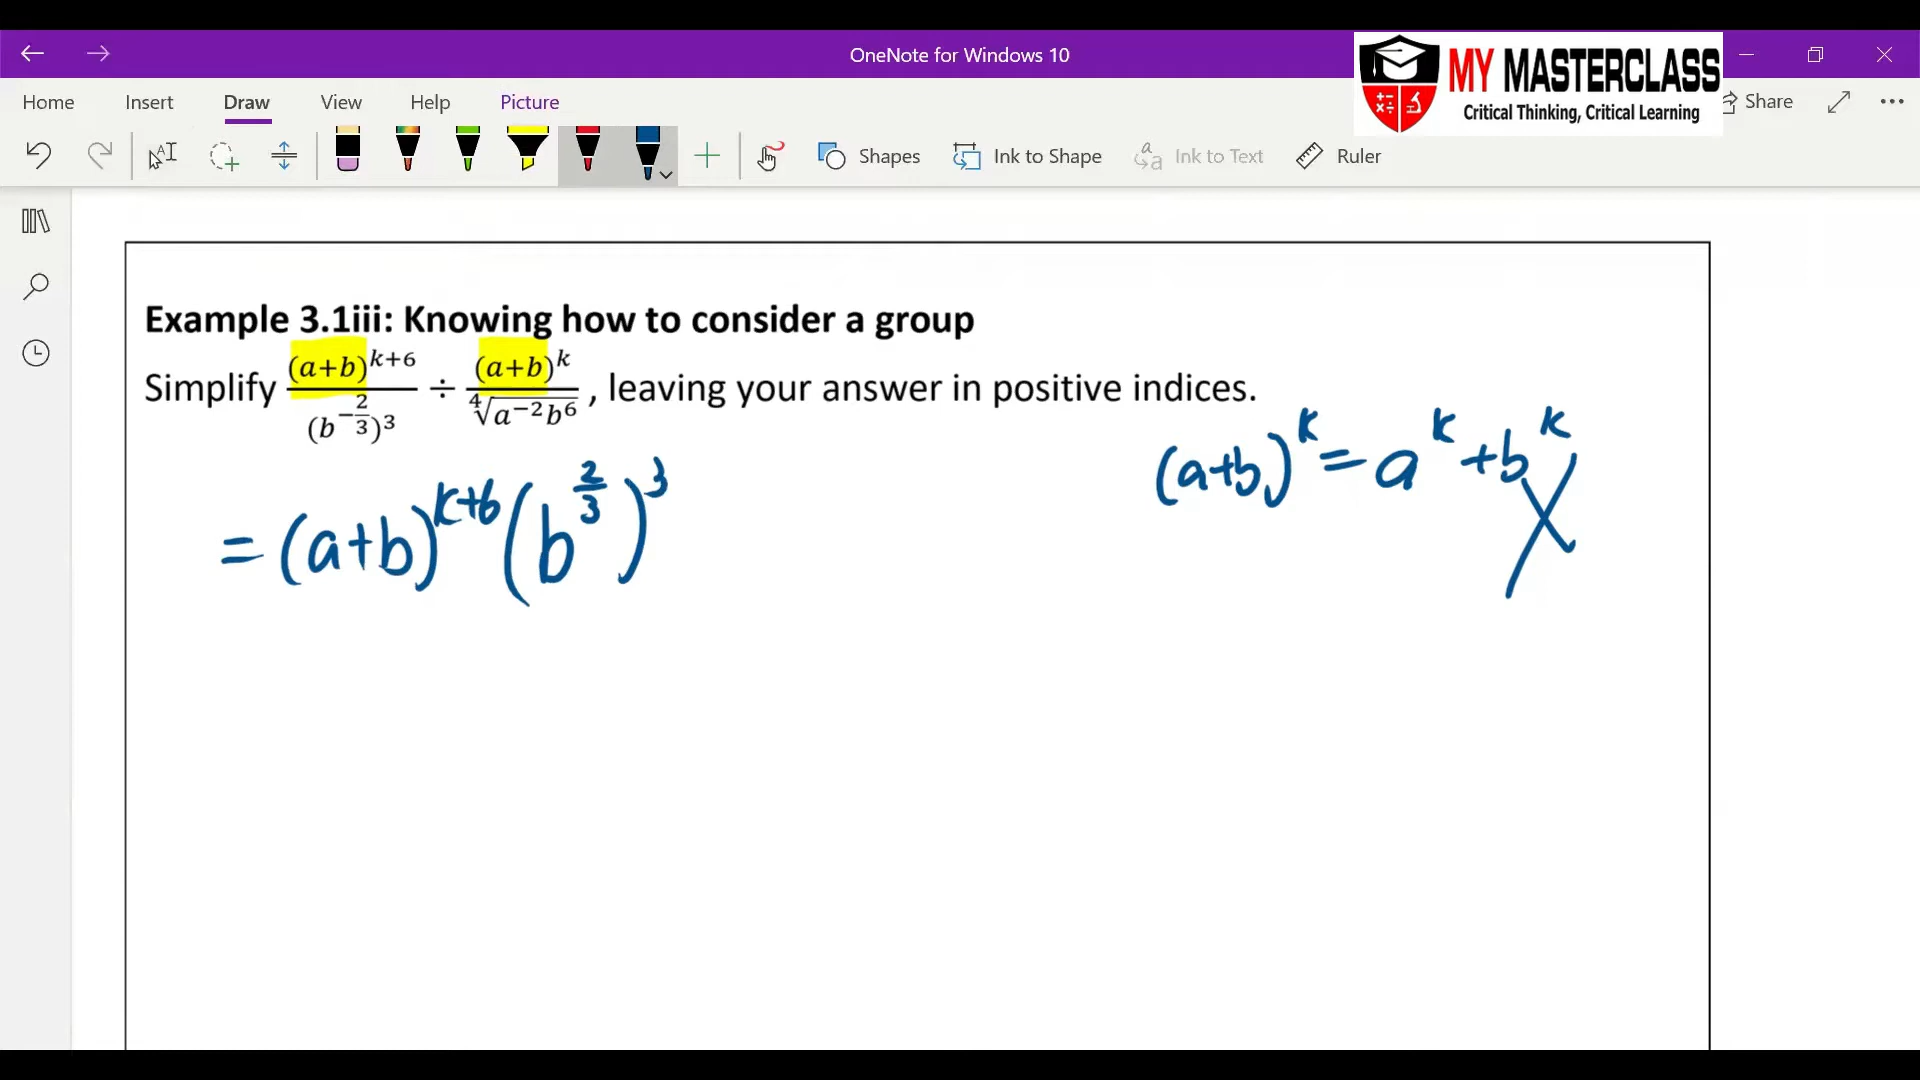 OneNote for Windows 10
MY MASTERCLASS
Critical Thinking, Critical Learning
Home Insert Draw View Help Picture Share
Shapes Ink to Shape Ink to Text Ruler
Example 3.1iii: Knowing how to consider a group
Simplify (a+b)^{k+6}/(b^{-2/3})^3 ÷ (a+b)^k/∜(a^{-2}b^6) , leaving your answer in positive indices.
(a+b)^k = a^k + b^k
= (a+b)^{k+6} (b^{2/3})^3